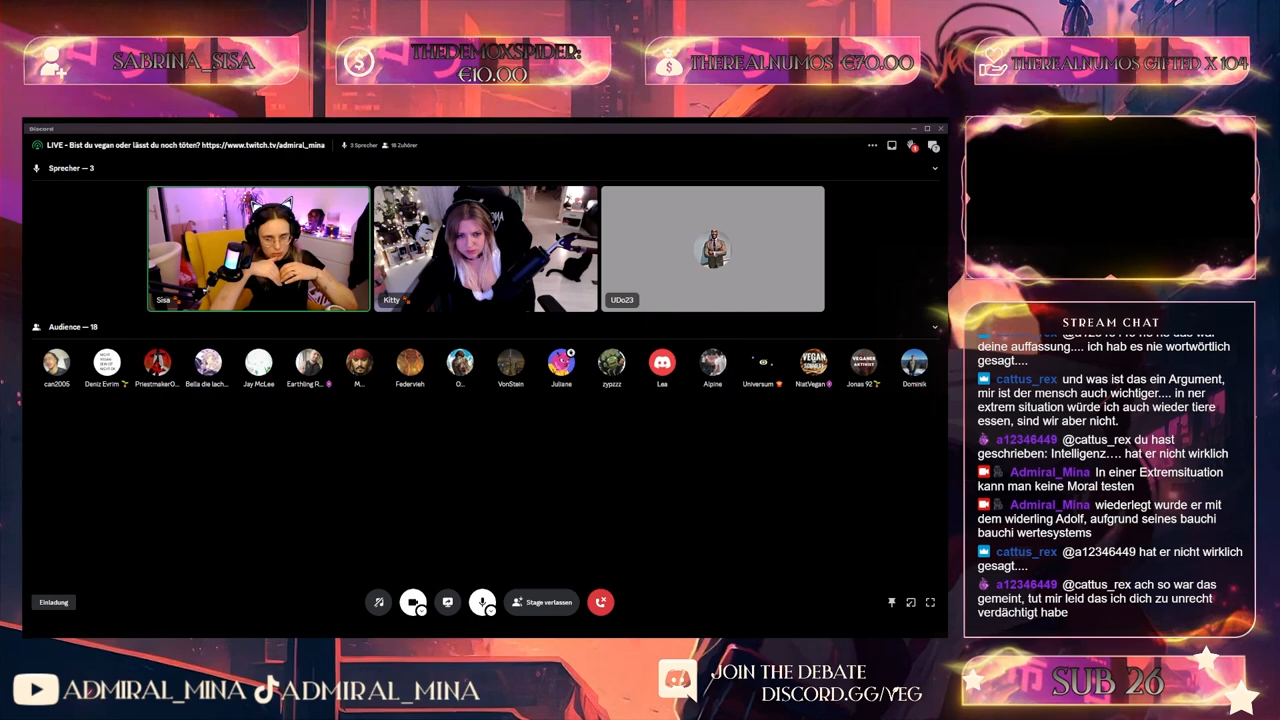 SABRINA_SISA
THEDEMOXSPIDER:
€10.00
THEREALNUMOS €70.00
THEREALNUMOS GIFTED X 104
Discord
LIVE - Bist du vegan oder lässt du noch töten? https://www.twitch.tv/admiral_mina
3 Sprecher
18 Zuhörer
Sprecher — 3
Sisa
Kitty
UDo23
Audience — 18
can2005
Deniz Evrim
PriestmakerO...
Bella die lach...
Jay McLee
Earthling R...
M...
Federvieh
O...
VonStein
Juliane
zypzzz
Lea
Alpine
Universum
NiatVegan
Jonas 92
Dominik
Einladung
Stage verlassen
STREAM CHAT
deine auffassung.... ich hab es nie wortwörtlich
gesagt....
cattus_rex und was ist das ein Argument,
mir ist der mensch auch wichtiger.... in ner
extrem situation würde ich auch wieder tiere
essen, sind wir aber nicht.
a12346449 @cattus_rex du hast
geschrieben: Intelligenz.... hat er nicht wirklich
Admiral_Mina In einer Extremsituation
kann man keine Moral testen
Admiral_Mina wiederlegt wurde er mit
dem widerling Adolf, aufgrund seines bauchi
bauchi wertesystems
cattus_rex @a12346449 hat er nicht wirklich
gesagt....
a12346449 @cattus_rex ach so war das
gemeint, tut mir leid das ich dich zu unrecht
verdächtigt habe
ADMIRAL_MINA
ADMIRAL_MINA
JOIN THE DEBATE
DISCORD.GG/VEG
SUB 26